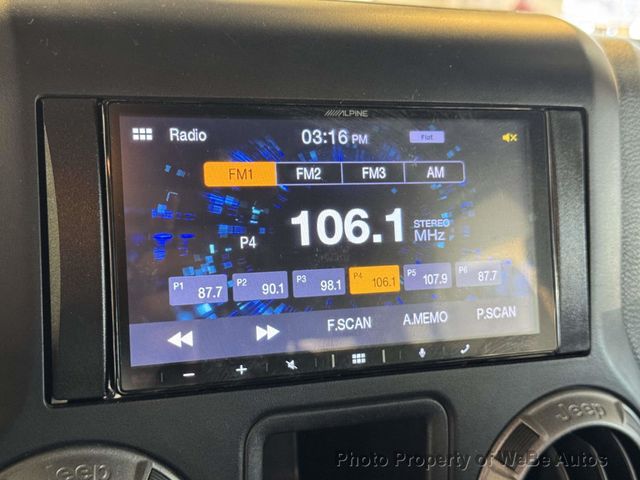 ALPINE
Radio 03:16 PM Flat
FM1 FM2 FM3 AM
P4 106.1 STEREO MHz
P1 87.7 P2 90.1 P3 98.1 P4 106.1 P5 107.9 P6 87.7
F.SCAN A.MEMO P.SCAN
Jeep Jeep
Photo Property of WeBe Autos